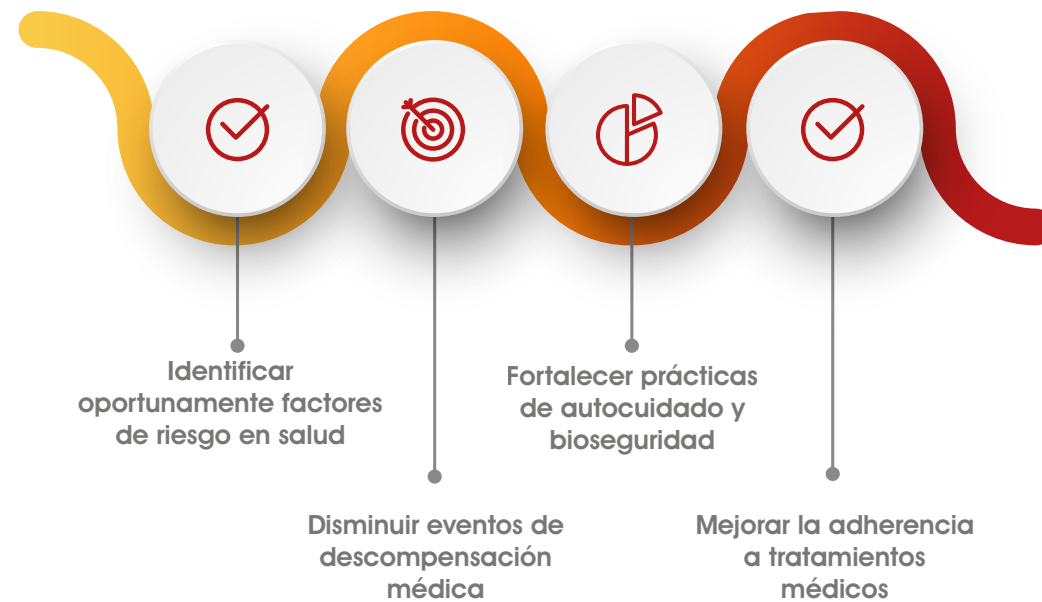 Identificar
oportunamente factores
de riesgo en salud
Disminuir eventos de
descompensación
médica
Fortalecer prácticas
de autocuidado y
bioseguridad
Mejorar la adherencia
a tratamientos
médicos